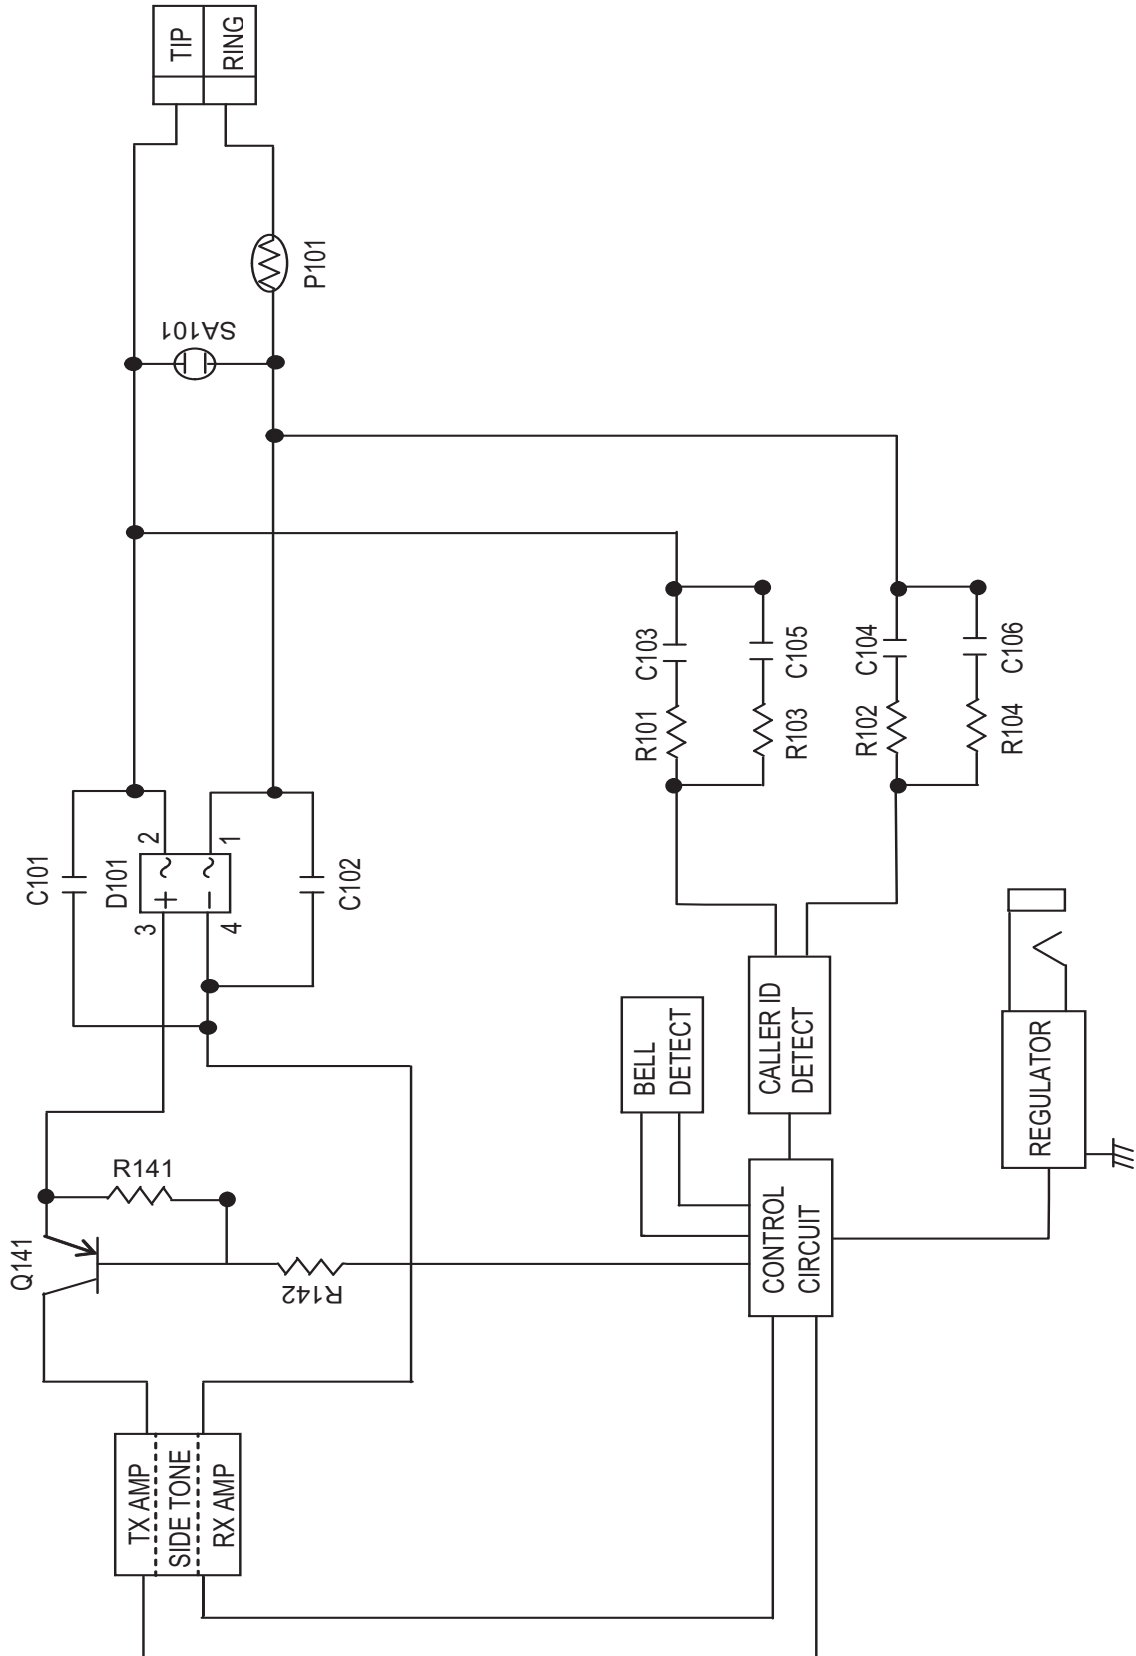 TIP
RING
P101
SA101
C103
C105
C104
C106
R101
R103
R102
R104
C101
D101
2
1
~
~
+
−
3
4
C102
BELL
DETECT
CALLER ID
DETECT
REGULATOR
R141
Q141
R142
CONTROL
CIRCUIT
TX AMP
SIDE TONE
RX AMP